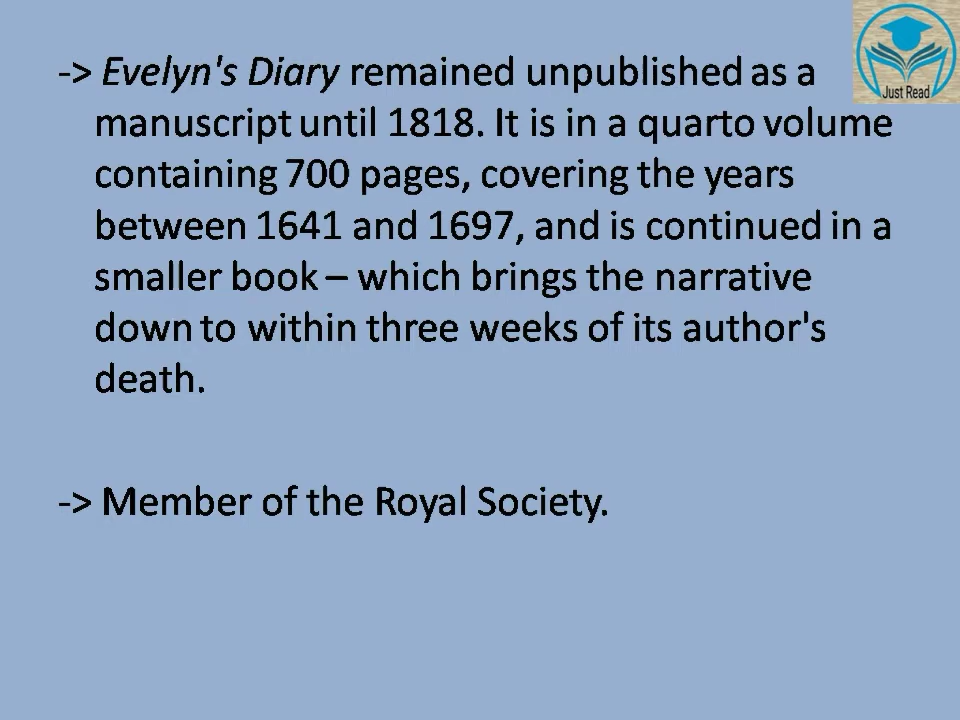 -> Evelyn's Diary remained unpublished as a
manuscript until 1818. It is in a quarto volume
containing 700 pages, covering the years
between 1641 and 1697, and is continued in a
smaller book – which brings the narrative
down to within three weeks of its author's
death.
-> Member of the Royal Society.
Just Read